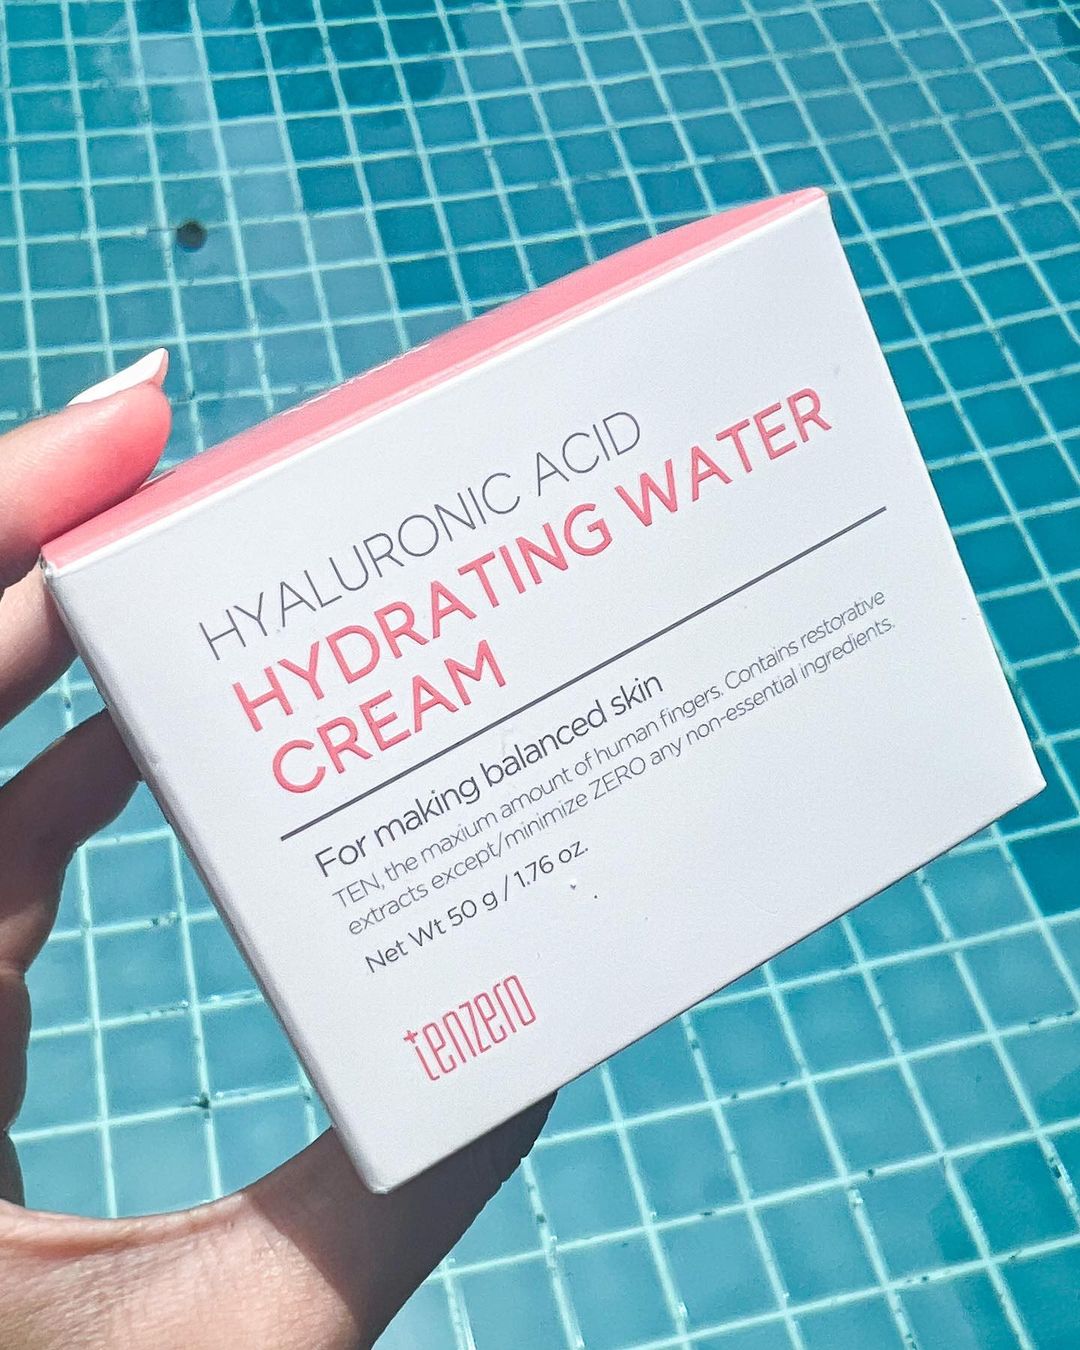 HYALURONIC ACID
HYDRATING WATER
CREAM
For making balanced skin
TEN, the maxium amount of human fingers. Contains restorative
extracts except/minimize ZERO any non-essential ingredients.
Net Wt 50 g / 1.76 oz.
tenzero